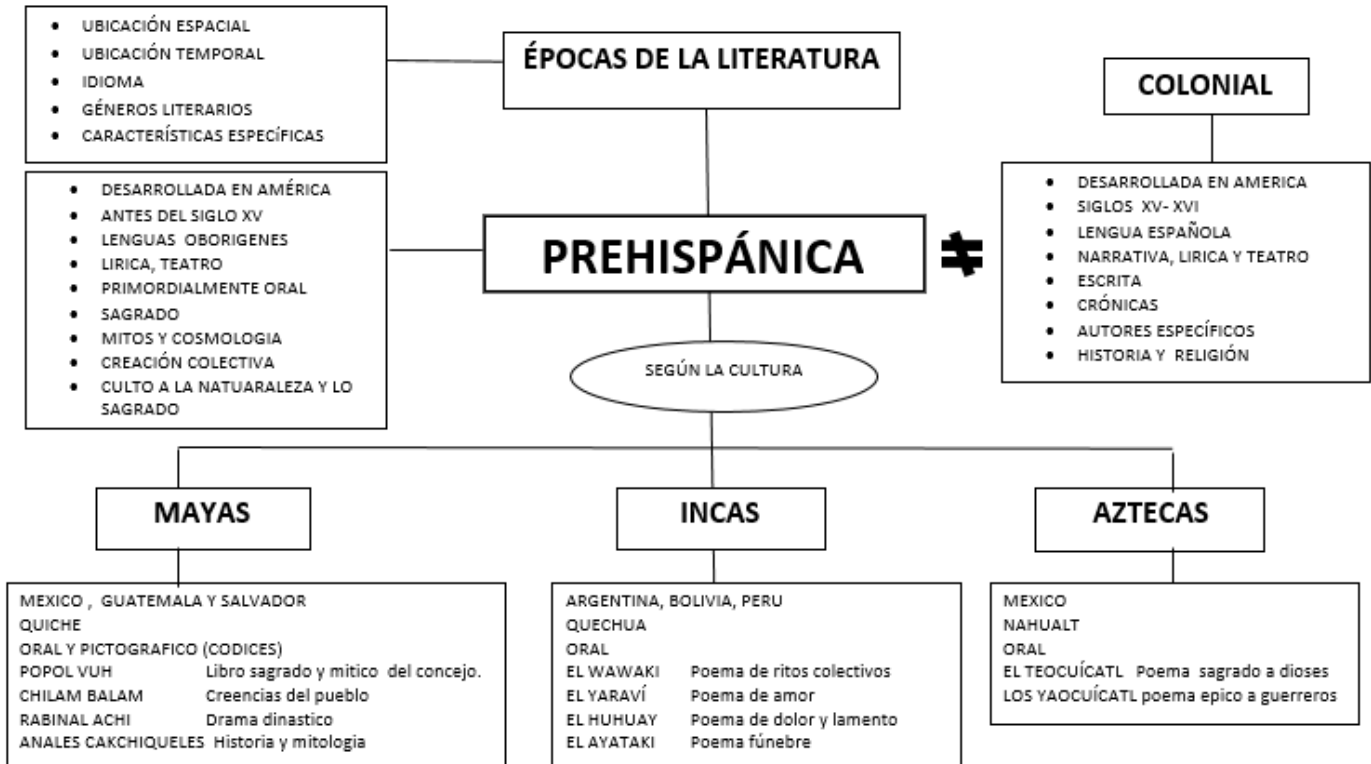 • UBICACIÓN ESPACIAL
• UBICACIÓN TEMPORAL
• IDIOMA
• GÉNEROS LITERARIOS
• CARACTERÍSTICAS ESPECÍFICAS
ÉPOCAS DE LA LITERATURA
COLONIAL
• DESARROLLADA EN AMÉRICA
• ANTES DEL SIGLO XV
• LENGUAS OBORIGENES
• LIRICA, TEATRO
• PRIMORDIALMENTE ORAL
• SAGRADO
• MITOS Y COSMOLOGIA
• CREACIÓN COLECTIVA
• CULTO A LA NATUARALEZA Y LO
SAGRADO
PREHISPÁNICA
≠
• DESARROLLADA EN AMERICA
• SIGLOS XV- XVI
• LENGUA ESPAÑOLA
• NARRATIVA, LIRICA Y TEATRO
• ESCRITA
• CRÓNICAS
• AUTORES ESPECÍFICOS
• HISTORIA Y RELIGIÓN
SEGÚN LA CULTURA
MAYAS
MEXICO , GUATEMALA Y SALVADOR
QUICHE
ORAL Y PICTOGRAFICO (CODICES)
POPOL VUH Libro sagrado y mitico del concejo.
CHILAM BALAM Creencias del pueblo
RABINAL ACHI Drama dinastico
ANALES CAKCHIQUELES Historia y mitologia
INCAS
ARGENTINA, BOLIVIA, PERU
QUECHUA
ORAL
EL WAWAKI Poema de ritos colectivos
EL YARAVÍ Poema de amor
EL HUHUAY Poema de dolor y lamento
EL AYATAKI Poema fúnebre
AZTECAS
MEXICO
NAHUALT
ORAL
EL TEOCUÍCATL Poema sagrado a dioses
LOS YAOCUÍCATL poema epico a guerreros